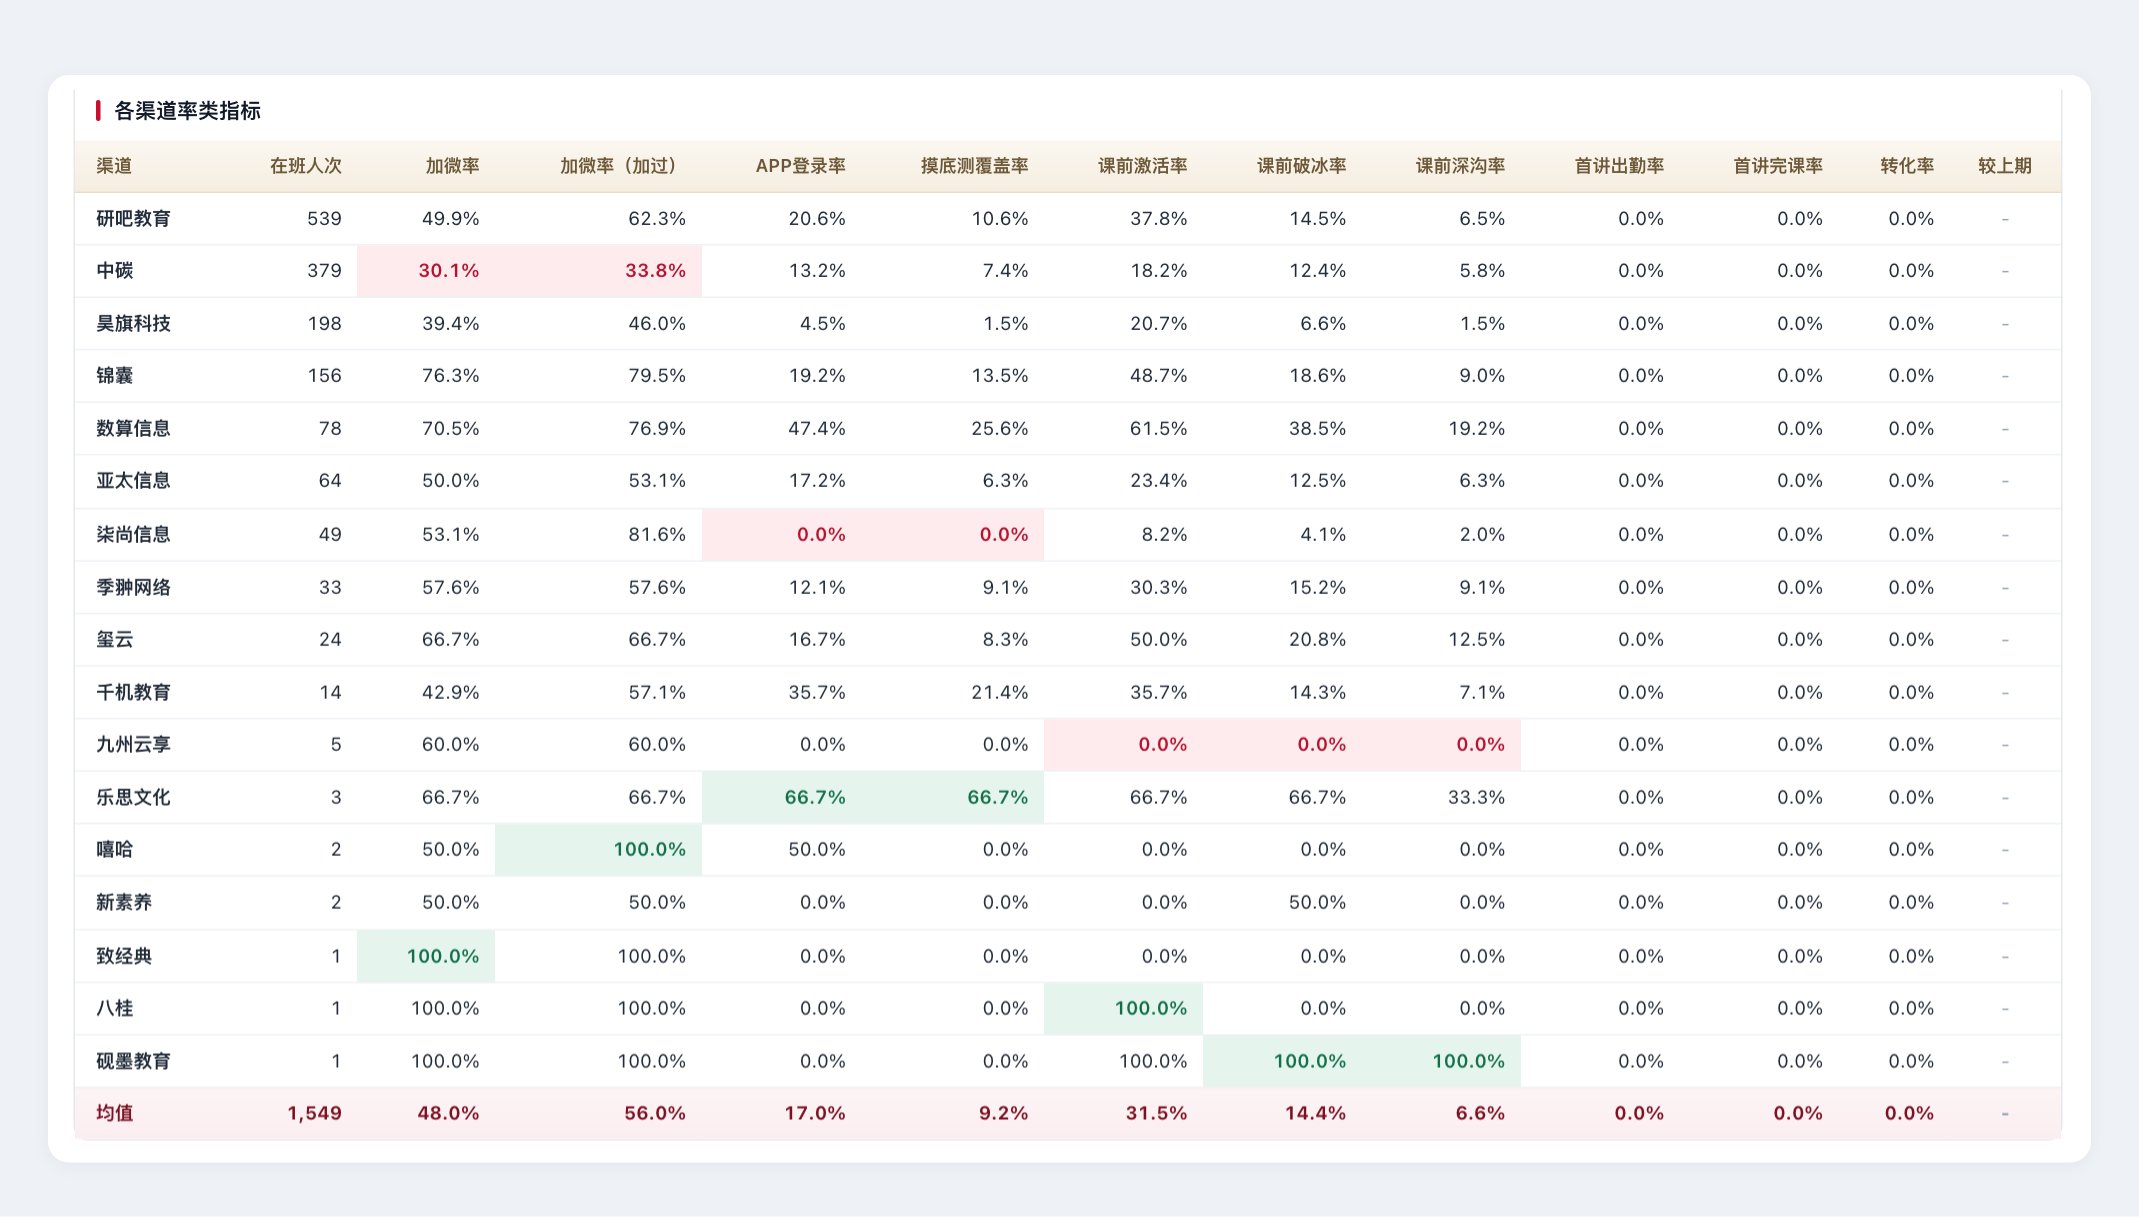 各渠道率类指标
渠道 在班人次 加微率 加微率（加过） APP登录率 摸底测覆盖率 课前激活率 课前破冰率 课前深沟率 首讲出勤率 首讲完课率 转化率 较上期
研吧教育 539 49.9% 62.3% 20.6% 10.6% 37.8% 14.5% 6.5% 0.0% 0.0% 0.0% -
中碳 379 30.1% 33.8% 13.2% 7.4% 18.2% 12.4% 5.8% 0.0% 0.0% 0.0% -
昊旗科技 198 39.4% 46.0% 4.5% 1.5% 20.7% 6.6% 1.5% 0.0% 0.0% 0.0% -
锦囊 156 76.3% 79.5% 19.2% 13.5% 48.7% 18.6% 9.0% 0.0% 0.0% 0.0% -
数算信息 78 70.5% 76.9% 47.4% 25.6% 61.5% 38.5% 19.2% 0.0% 0.0% 0.0% -
亚太信息 64 50.0% 53.1% 17.2% 6.3% 23.4% 12.5% 6.3% 0.0% 0.0% 0.0% -
柒尚信息 49 53.1% 81.6% 0.0% 0.0% 8.2% 4.1% 2.0% 0.0% 0.0% 0.0% -
季翀网络 33 57.6% 57.6% 12.1% 9.1% 30.3% 15.2% 9.1% 0.0% 0.0% 0.0% -
玺云 24 66.7% 66.7% 16.7% 8.3% 50.0% 20.8% 12.5% 0.0% 0.0% 0.0% -
千机教育 14 42.9% 57.1% 35.7% 21.4% 35.7% 14.3% 7.1% 0.0% 0.0% 0.0% -
九州云享 5 60.0% 60.0% 0.0% 0.0% 0.0% 0.0% 0.0% 0.0% 0.0% 0.0% -
乐思文化 3 66.7% 66.7% 66.7% 66.7% 66.7% 66.7% 33.3% 0.0% 0.0% 0.0% -
嘻哈 2 50.0% 100.0% 50.0% 0.0% 0.0% 0.0% 0.0% 0.0% 0.0% 0.0% -
新素养 2 50.0% 50.0% 0.0% 0.0% 0.0% 50.0% 0.0% 0.0% 0.0% 0.0% -
致经典 1 100.0% 100.0% 0.0% 0.0% 0.0% 0.0% 0.0% 0.0% 0.0% 0.0% -
八桂 1 100.0% 100.0% 0.0% 0.0% 100.0% 0.0% 0.0% 0.0% 0.0% 0.0% -
砚墨教育 1 100.0% 100.0% 0.0% 0.0% 100.0% 100.0% 100.0% 0.0% 0.0% 0.0% -
均值 1,549 48.0% 56.0% 17.0% 9.2% 31.5% 14.4% 6.6% 0.0% 0.0% 0.0% -